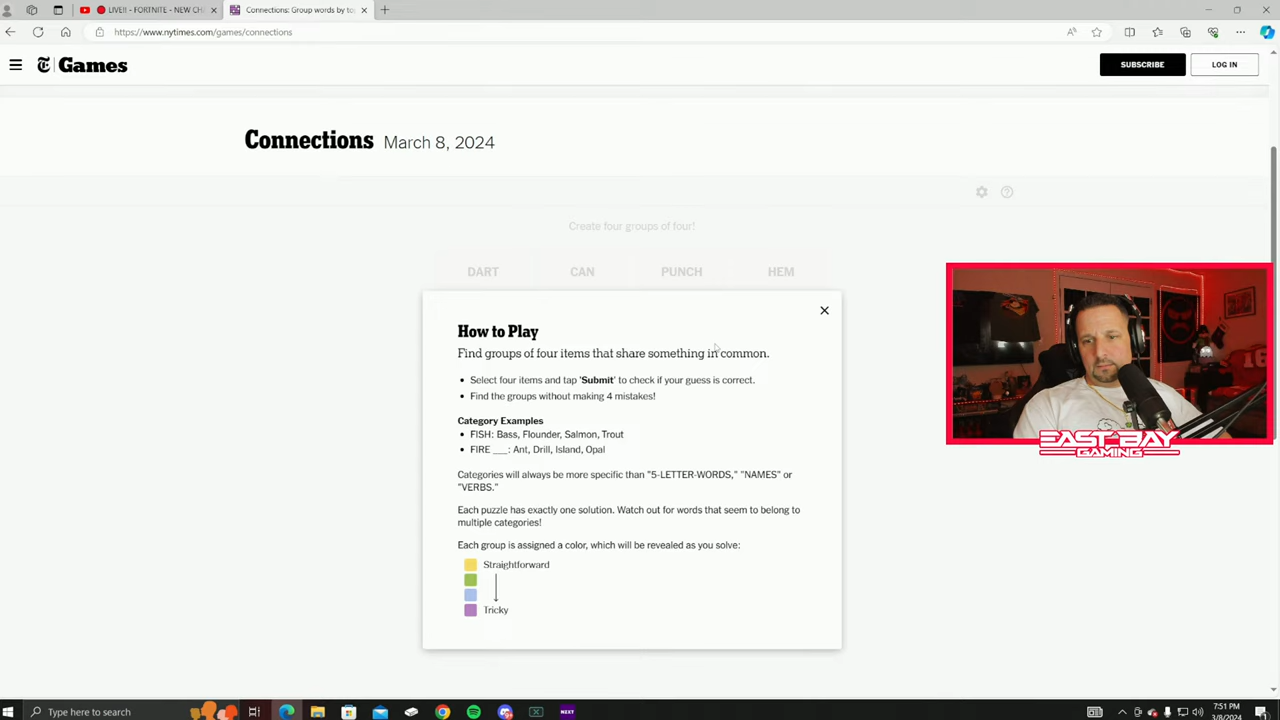 LIVE!! - FORTNITE - NEW CH
Connections: Group words by to
https://www.nytimes.com/games/connections
Games
SUBSCRIBE
LOG IN
Connections March 8, 2024
Create four groups of four!
DART CAN PUNCH HEM
How to Play
Find groups of four items that share something in common.
• Select four items and tap 'Submit' to check if your guess is correct.
• Find the groups without making 4 mistakes!
Category Examples
• FISH: Bass, Flounder, Salmon, Trout
• FIRE ___: Ant, Drill, Island, Opal
Categories will always be more specific than "5-LETTER-WORDS," "NAMES" or
"VERBS."
Each puzzle has exactly one solution. Watch out for words that seem to belong to
multiple categories!
Each group is assigned a color, which will be revealed as you solve:
Straightforward
Tricky
EAST BAY
GAMING
Type here to search
NEXT
7:51 PM
3/8/2024